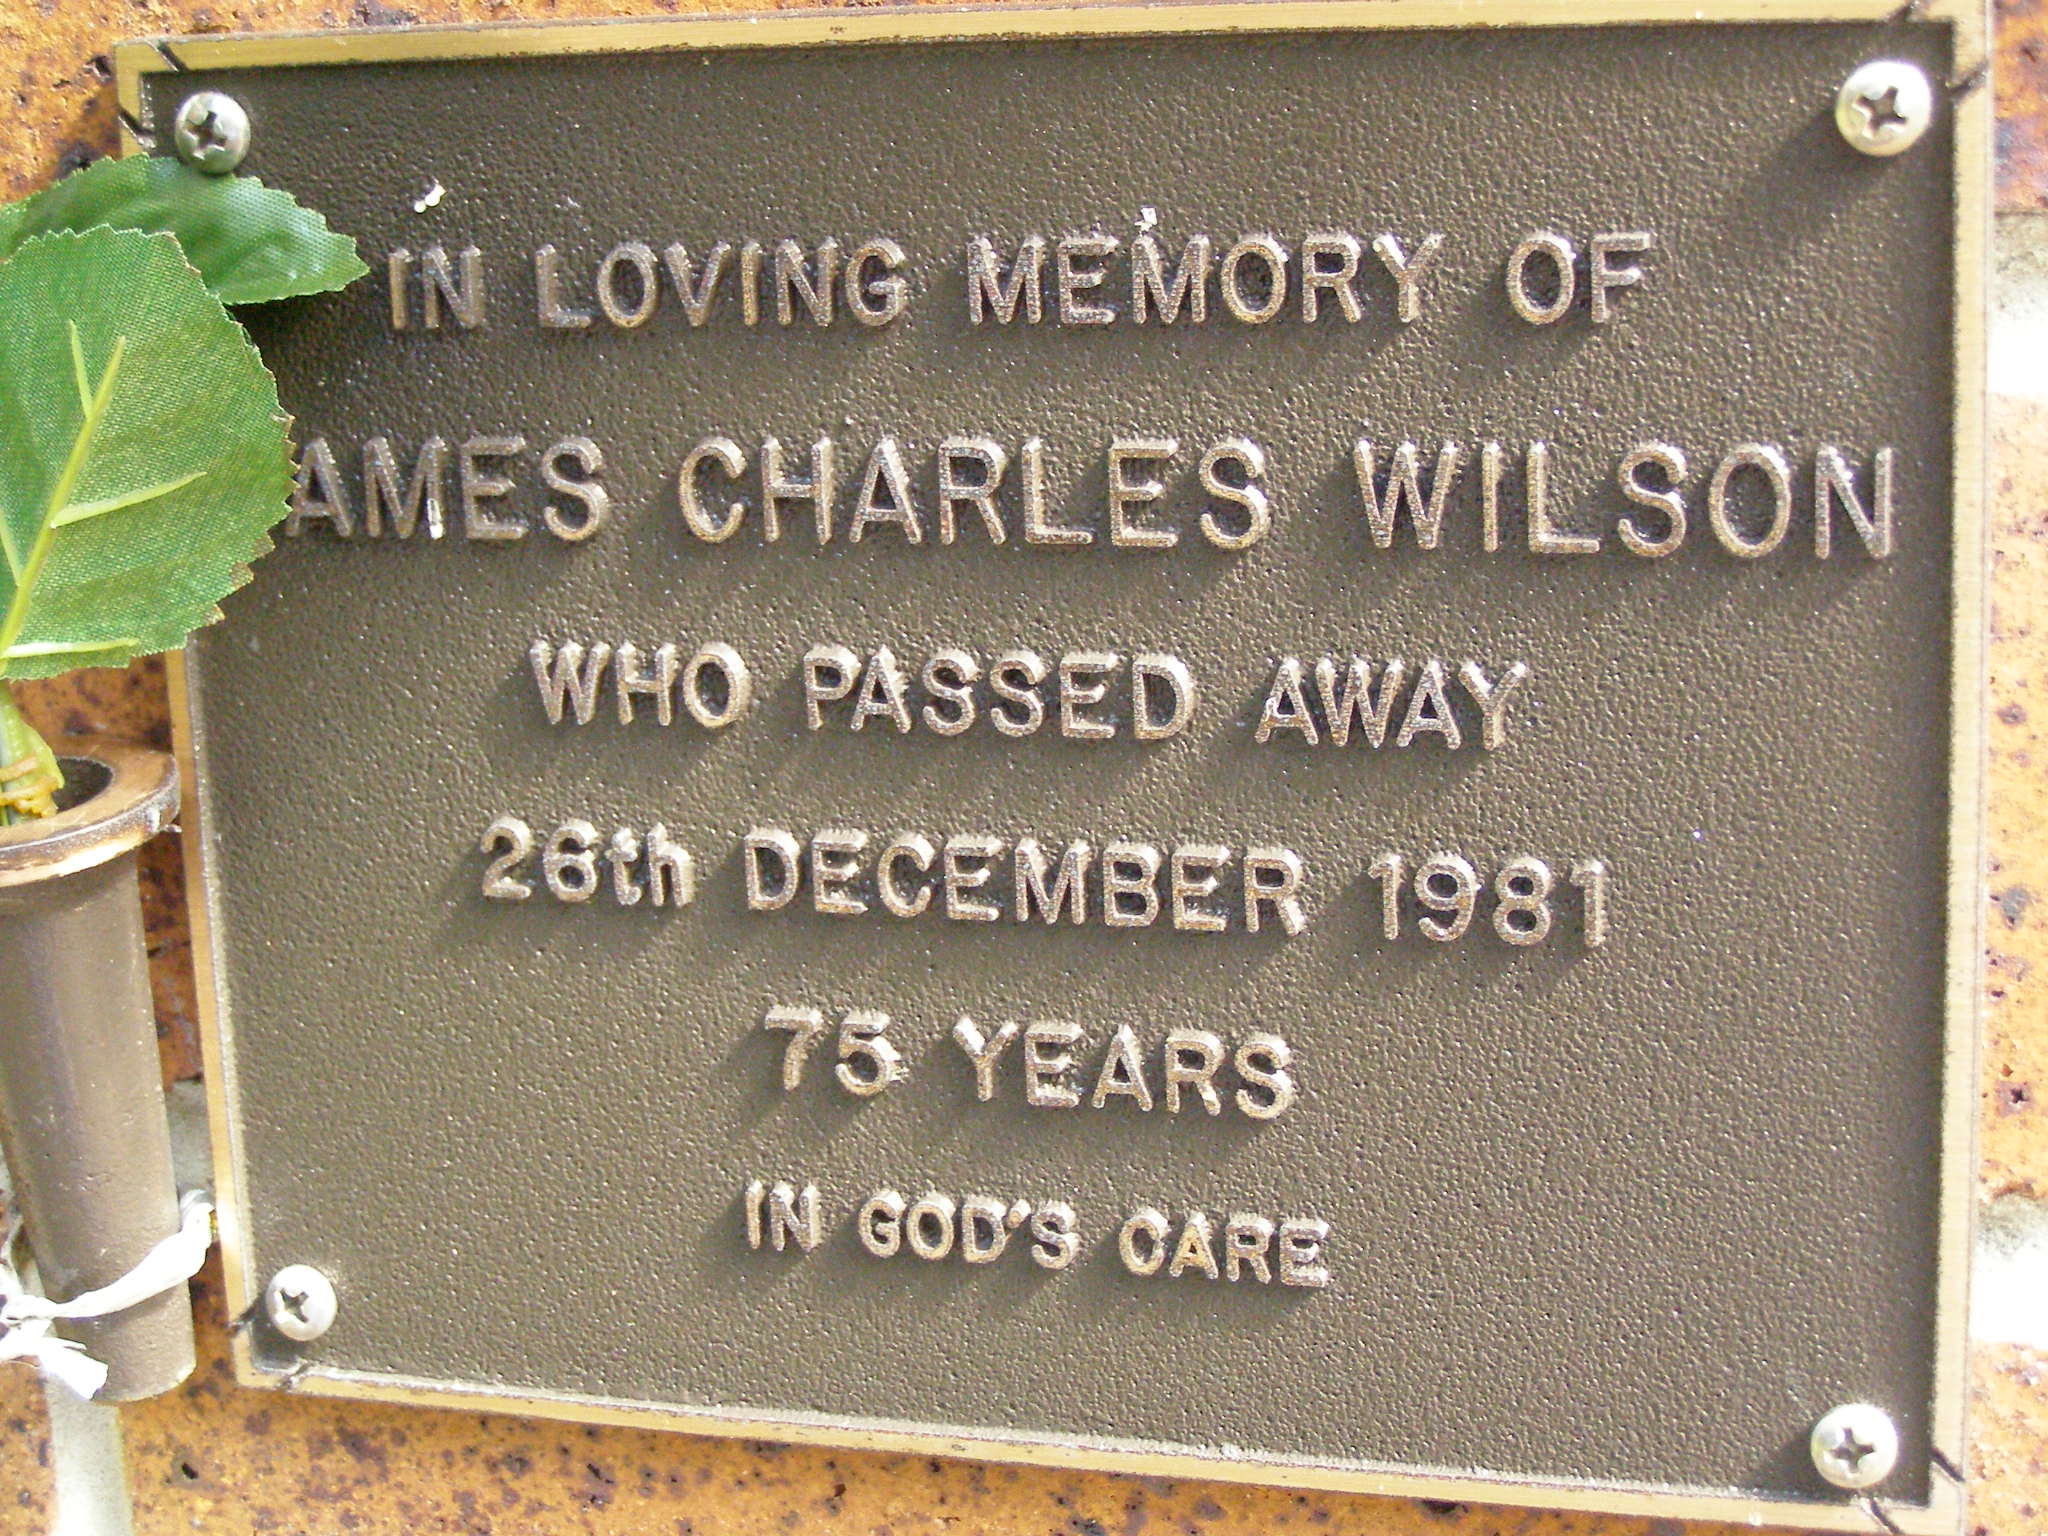 IN LOVING MEMORY OF
AMES CHARLES WILSON
WHO PASSED AWAY
26th DECEMBER 1981
75 YEARS
IN GOD'S CARE